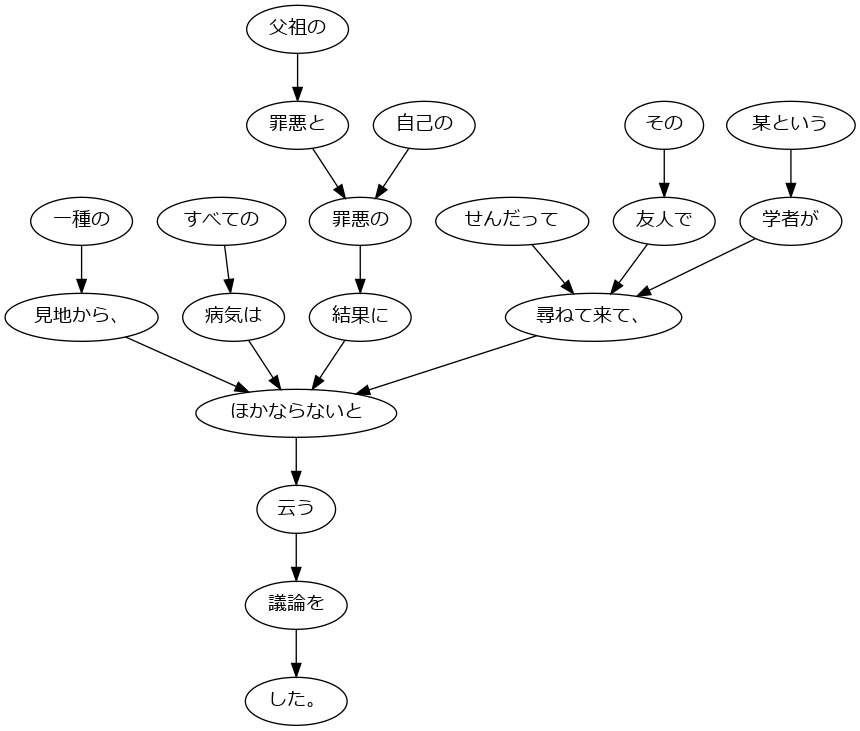 父祖の
罪悪と
自己の
その
某という
一種の
すべての
罪悪の
せんだって
友人で
学者が
見地から、
病気は
結果に
尋ねて来て、
ほかならないと
云う
議論を
した。